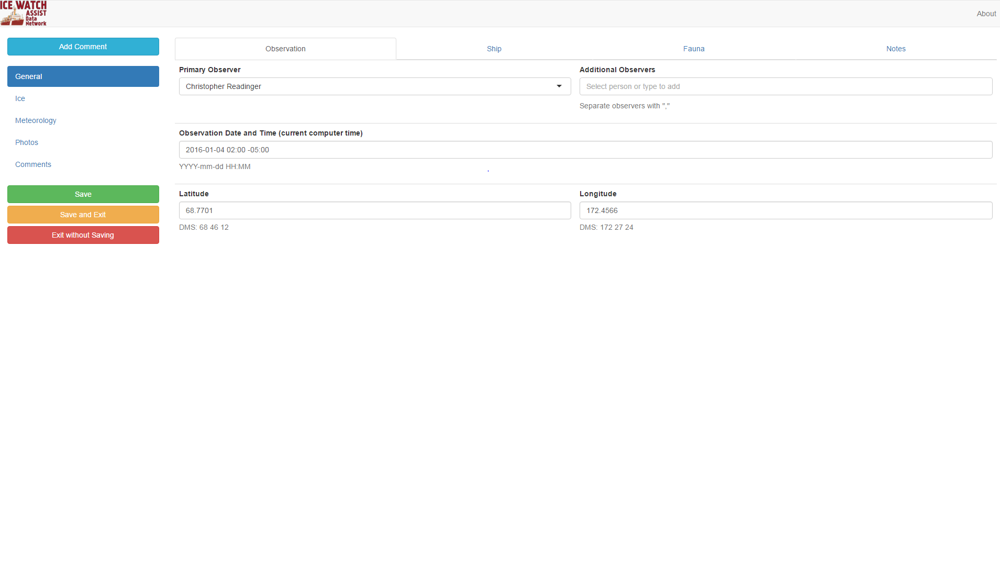 ICE WATCH
ASSIST
Data
Network
About
Add Comment
General
Ice
Meteorology
Photos
Comments
Save
Save and Exit
Exit without Saving
Observation Ship Fauna Notes
Primary Observer Additional Observers
Christopher Readinger Select person or type to add
Separate observers with ","
Observation Date and Time (current computer time)
2016-01-04 02:00 -05:00
YYYY-mm-dd HH:MM
Latitude Longitude
68.7701 172.4566
DMS: 68 46 12 DMS: 172 27 24